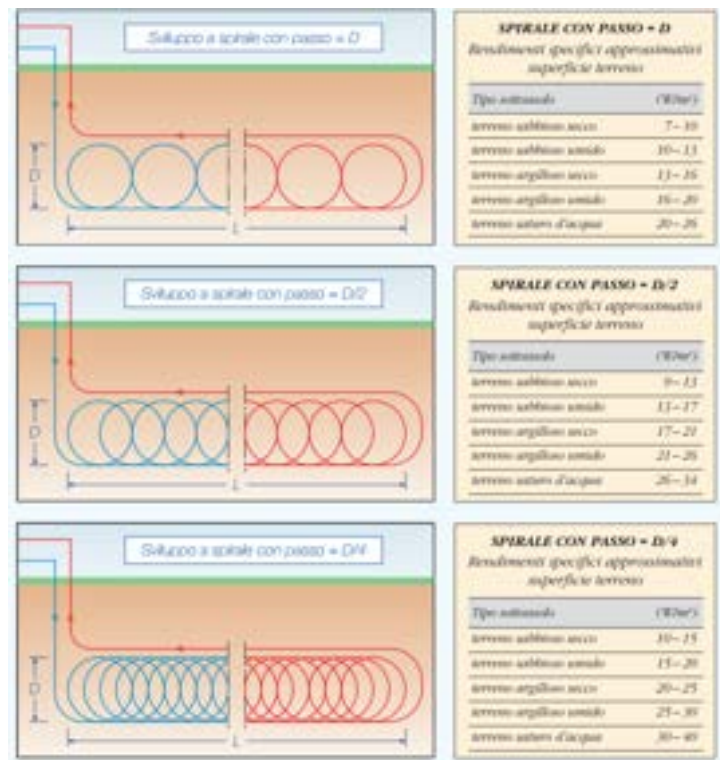 Sviluppo a spirale con passo = D
D
L
SPIRALE CON PASSO = D
Rendimenti specifici approssimativi
superficie terreno
Tipo sottosuolo (W/m²)
terreno sabbioso secco 7 – 10
terreno sabbioso umido 10 – 13
terreno argilloso secco 13 – 16
terreno argilloso umido 16 – 20
terreno saturo d'acqua 20 – 26
Sviluppo a spirale con passo = D/2
D
L
SPIRALE CON PASSO = D/2
Rendimenti specifici approssimativi
superficie terreno
Tipo sottosuolo (W/m²)
terreno sabbioso secco 9 – 13
terreno sabbioso umido 13 – 17
terreno argilloso secco 17 – 21
terreno argilloso umido 21 – 26
terreno saturo d'acqua 26 – 34
Sviluppo a spirale con passo = D/4
D
L
SPIRALE CON PASSO = D/4
Rendimenti specifici approssimativi
superficie terreno
Tipo sottosuolo (W/m²)
terreno sabbioso secco 10 – 15
terreno sabbioso umido 15 – 20
terreno argilloso secco 20 – 25
terreno argilloso umido 25 – 30
terreno saturo d'acqua 30 – 40